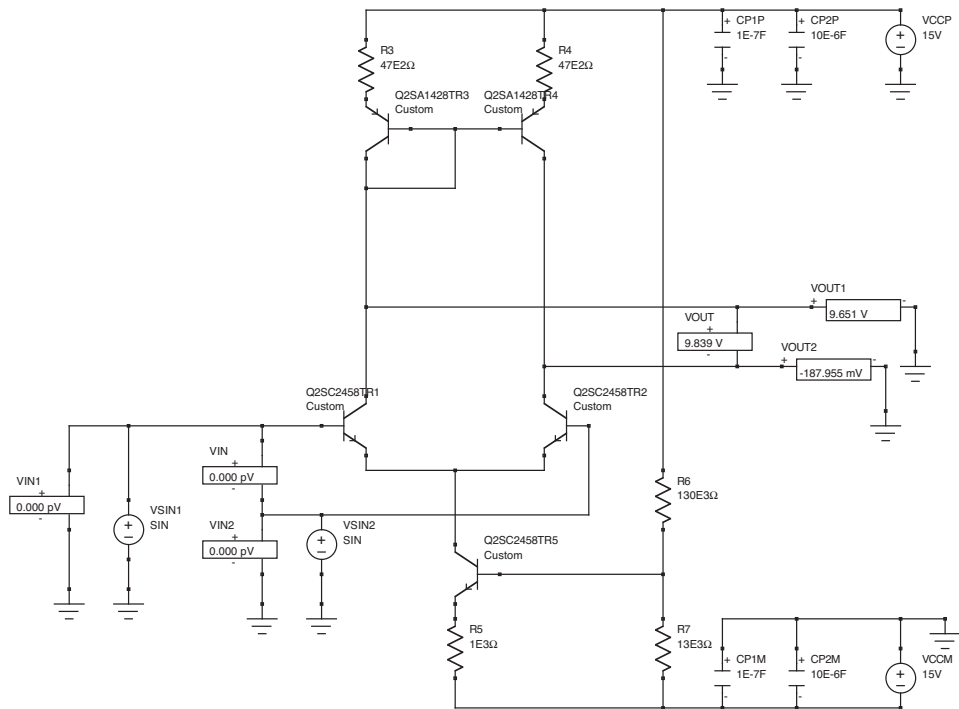 R3
47E2Ω
R4
47E2Ω
CP1P
+ 1E-7F
-
CP2P
+ 10E-6F
-
VCCP
15V
+
-
Q2SA1428TR3
Custom
Q2SA1428TR4
Custom
VOUT1
+ -
9.651 V
VOUT
+
9.839 V
-
VOUT2
+ -
-187.955 mV
Q2SC2458TR1
Custom
Q2SC2458TR2
Custom
VIN
+
0.000 pV
-
VIN1
+
0.000 pV
-
VSIN1
SIN
+
-
VIN2
+
0.000 pV
-
VSIN2
SIN
+
-
R6
130E3Ω
Q2SC2458TR5
Custom
R5
1E3Ω
R7
13E3Ω
CP1M
+ 1E-7F
-
CP2M
+ 10E-6F
-
VCCM
15V
+
-